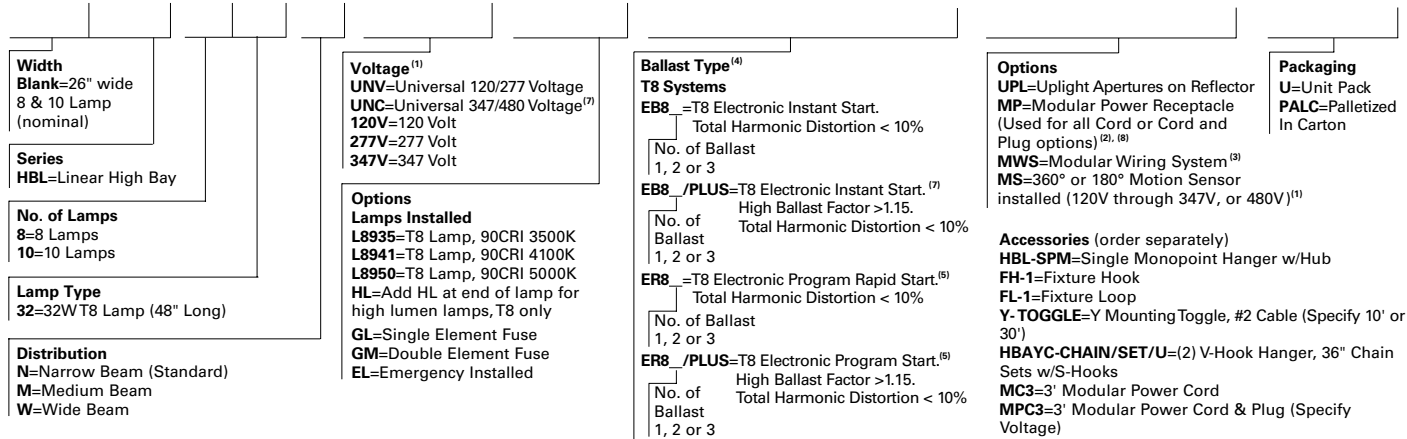 Width
Blank=26" wide
8 & 10 Lamp
(nominal)
Series
HBL=Linear High Bay
No. of Lamps
8=8 Lamps
10=10 Lamps
Lamp Type
32=32W T8 Lamp (48" Long)
Distribution
N=Narrow Beam (Standard)
M=Medium Beam
W=Wide Beam
Voltage(1)
UNV=Universal 120/277 Voltage
UNC=Universal 347/480 Voltage(7)
120V=120 Volt
277V=277 Volt
347V=347 Volt
Options
Lamps Installed
L8935=T8 Lamp, 90CRI 3500K
L8941=T8 Lamp, 90CRI 4100K
L8950=T8 Lamp, 90CRI 5000K
HL=Add HL at end of lamp for
high lumen lamps, T8 only
GL=Single Element Fuse
GM=Double Element Fuse
EL=Emergency Installed
Ballast Type(4)
T8 Systems
EB8__=T8 Electronic Instant Start.
Total Harmonic Distortion < 10%
No. of Ballast
1, 2 or 3
EB8__/PLUS=T8 Electronic Instant Start. (7)
High Ballast Factor >1.15.
Total Harmonic Distortion < 10%
No. of
Ballast
1, 2 or 3
ER8__=T8 Electronic Program Rapid Start.(5)
Total Harmonic Distortion < 10%
No. of Ballast
1, 2 or 3
ER8__/PLUS=T8 Electronic Program Start.(5)
High Ballast Factor >1.15.
Total Harmonic Distortion < 10%
No. of
Ballast
1, 2 or 3
Options
UPL=Uplight Apertures on Reflector
MP=Modular Power Receptacle
(Used for all Cord or Cord and
Plug options)(2), (8)
MWS=Modular Wiring System(3)
MS=360° or 180° Motion Sensor
installed (120V through 347V, or 480V)(1)
Accessories (order separately)
HBL-SPM=Single Monopoint Hanger w/Hub
FH-1=Fixture Hook
FL-1=Fixture Loop
Y-TOGGLE=Y Mounting Toggle, #2 Cable (Specify 10' or
30')
HBAYC-CHAIN/SET/U=(2) V-Hook Hanger, 36" Chain
Sets w/S-Hooks
MC3=3' Modular Power Cord
MPC3=3' Modular Power Cord & Plug (Specify
Voltage)
Packaging
U=Unit Pack
PALC=Palletized
In Carton